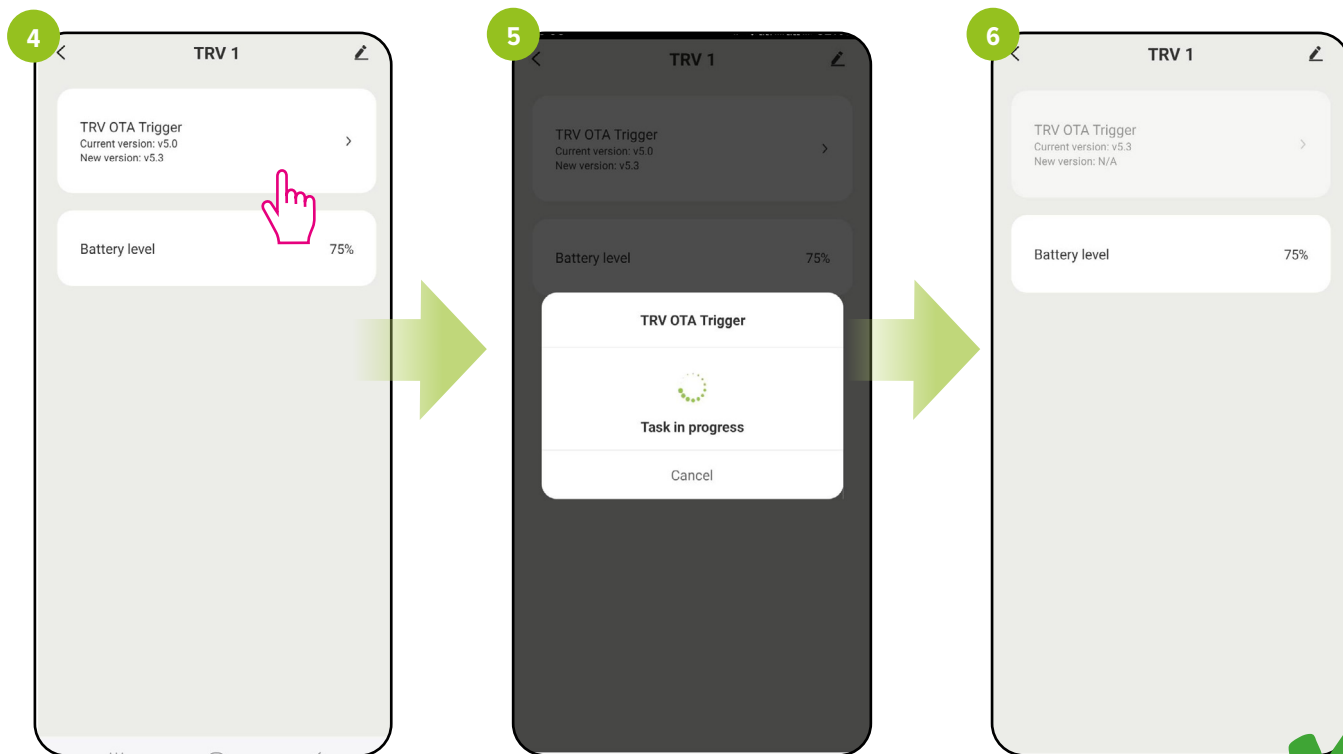 4
TRV 1
TRV OTA Trigger
Current version: v5.0
New version: v5.3
Battery level 75%
5
TRV 1
TRV OTA Trigger
Current version: v5.0
New version: v5.3
Battery level 75%
TRV OTA Trigger
Task in progress
Cancel
6
TRV 1
TRV OTA Trigger
Current version: v5.3
New version: N/A
Battery level 75%